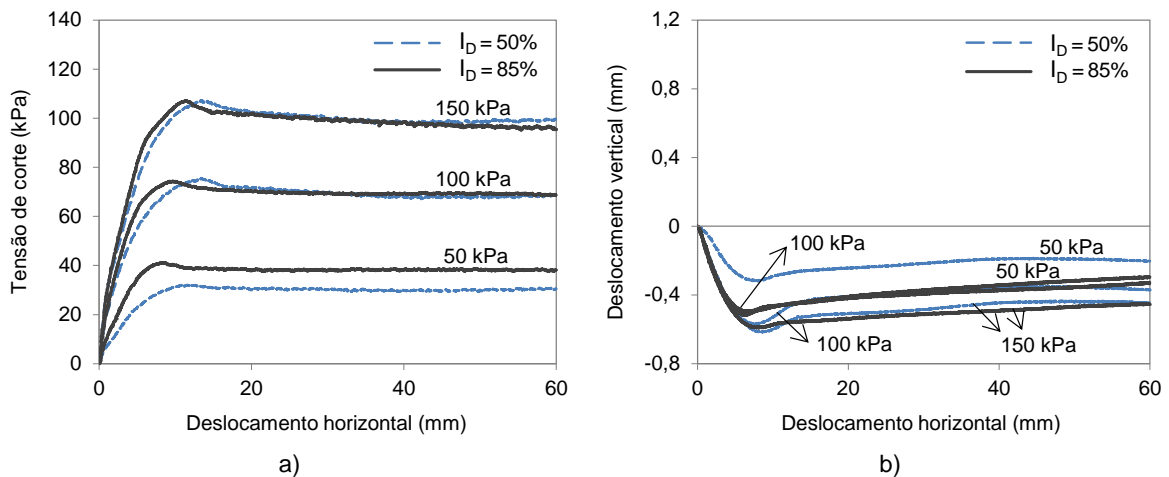 140
120
100
80
60
40
20
0
Tensão de corte (kPa)
I_D = 50%
I_D = 85%
150 kPa
100 kPa
50 kPa
0
20
40
60
Deslocamento horizontal (mm)
a)
1,2
0,8
0,4
0
-0,4
-0,8
Deslocamento vertical (mm)
I_D = 50%
I_D = 85%
100 kPa
50 kPa
50 kPa
100 kPa
150 kPa
0
20
40
60
Deslocamento horizontal (mm)
b)